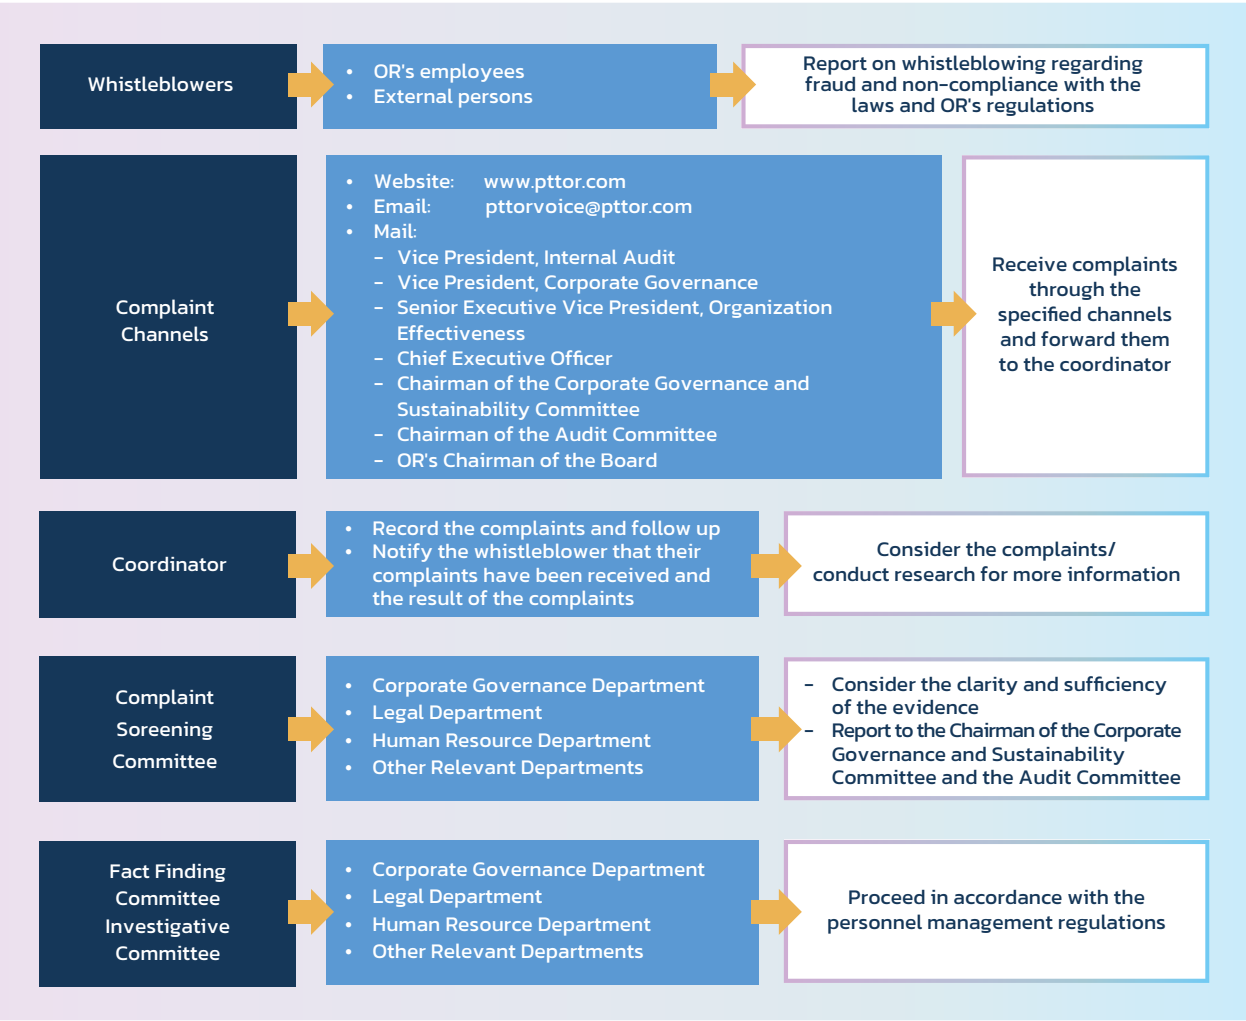 Whistleblowers
• OR's employees
• External persons
Report on whistleblowing regarding
fraud and non-compliance with the
laws and OR's regulations
Complaint
Channels
• Website: www.pttor.com
• Email: pttorvoice@pttor.com
• Mail:
- Vice President, Internal Audit
- Vice President, Corporate Governance
- Senior Executive Vice President, Organization
Effectiveness
- Chief Executive Officer
- Chairman of the Corporate Governance and
Sustainability Committee
- Chairman of the Audit Committee
- OR's Chairman of the Board
Receive complaints
through the
specified channels
and forward them
to the coordinator
Coordinator
• Record the complaints and follow up
• Notify the whistleblower that their
complaints have been received and
the result of the complaints
Consider the complaints/
conduct research for more information
Complaint
Soreening
Committee
• Corporate Governance Department
• Legal Department
• Human Resource Department
• Other Relevant Departments
- Consider the clarity and sufficiency
of the evidence
- Report to the Chairman of the Corporate
Governance and Sustainability
Committee and the Audit Committee
Fact Finding
Committee
Investigative
Committee
• Corporate Governance Department
• Legal Department
• Human Resource Department
• Other Relevant Departments
Proceed in accordance with the
personnel management regulations